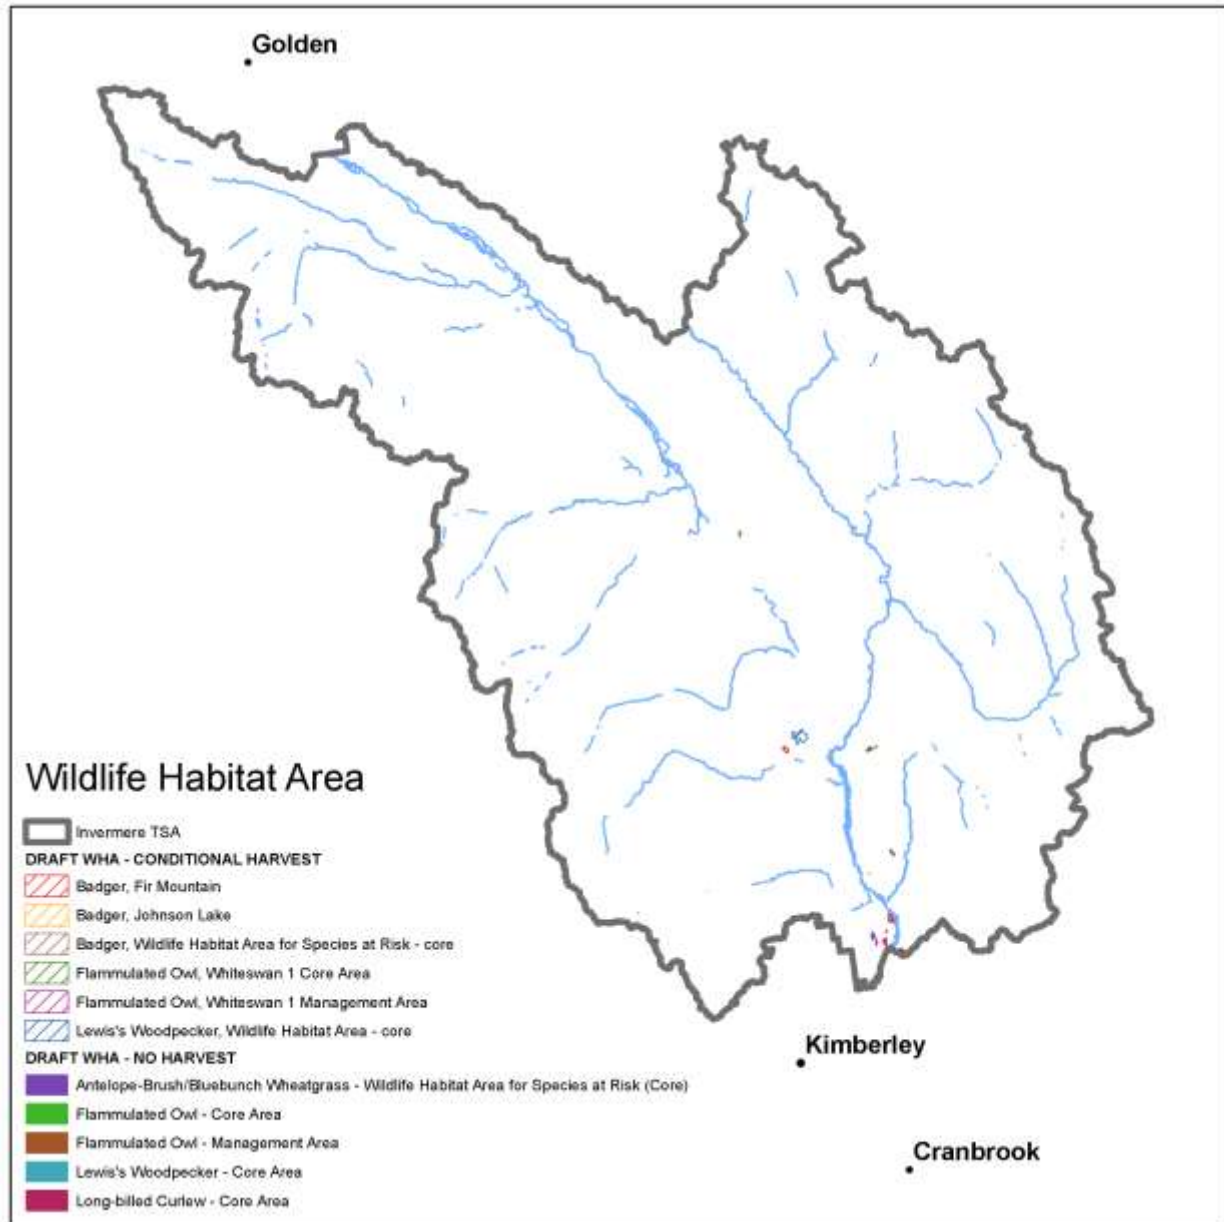 Golden
Wildlife Habitat Area
Invermere TSA
DRAFT WHA - CONDITIONAL HARVEST
Badger, Fir Mountain
Badger, Johnson Lake
Badger, Wildlife Habitat Area for Species at Risk - core
Flammulated Owl, Whiteswan 1 Core Area
Flammulated Owl, Whiteswan 1 Management Area
Lewis's Woodpecker, Wildlife Habitat Area - core
DRAFT WHA - NO HARVEST
Antelope-Brush/Bluebunch Wheatgrass - Wildlife Habitat Area for Species at Risk (Core)
Flammulated Owl - Core Area
Flammulated Owl - Management Area
Lewis's Woodpecker - Core Area
Long-billed Curlew - Core Area
Kimberley
Cranbrook